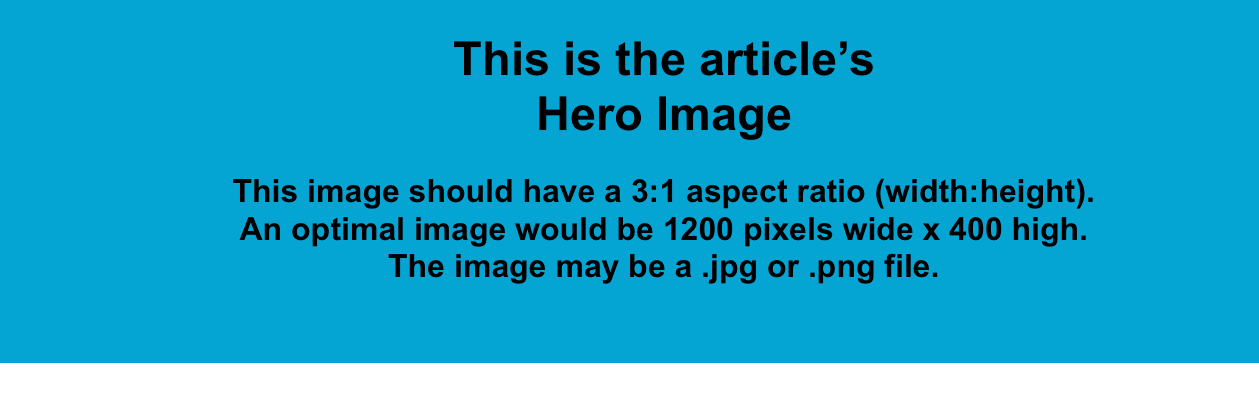 This is the article’s
Hero Image
This image should have a 3:1 aspect ratio (width:height).
An optimal image would be 1200 pixels wide x 400 high.
The image may be a .jpg or .png file.